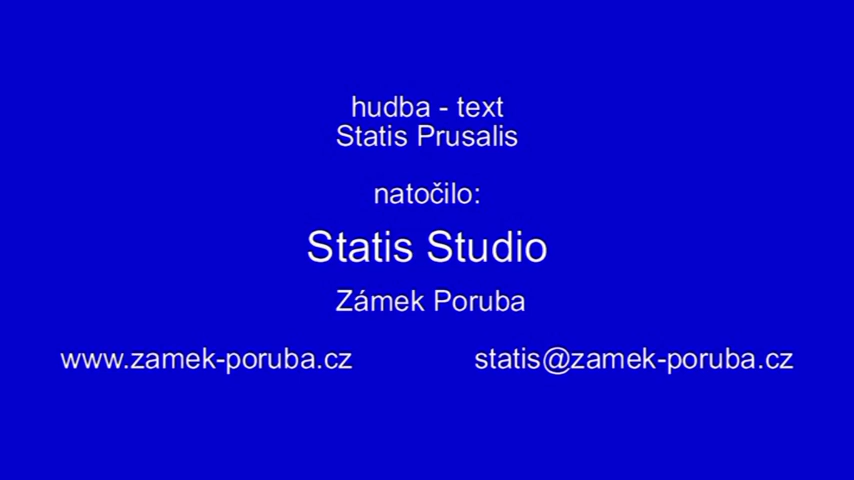 hudba - text
Statis Prusalis
natočilo:
Statis Studio
Zámek Poruba
www.zamek-poruba.cz statis@zamek-poruba.cz